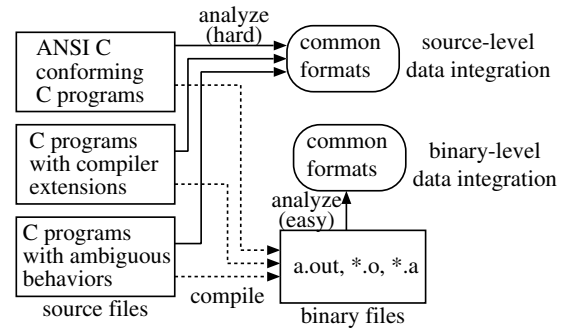 analyze
(hard)
ANSI C
conforming
C programs
common
formats
source-level
data integration
C programs
with compiler
extensions
common
formats
binary-level
data integration
analyze
(easy)
C programs
with ambiguous
behaviors
a.out, *.o, *.a
compile
source files
binary files